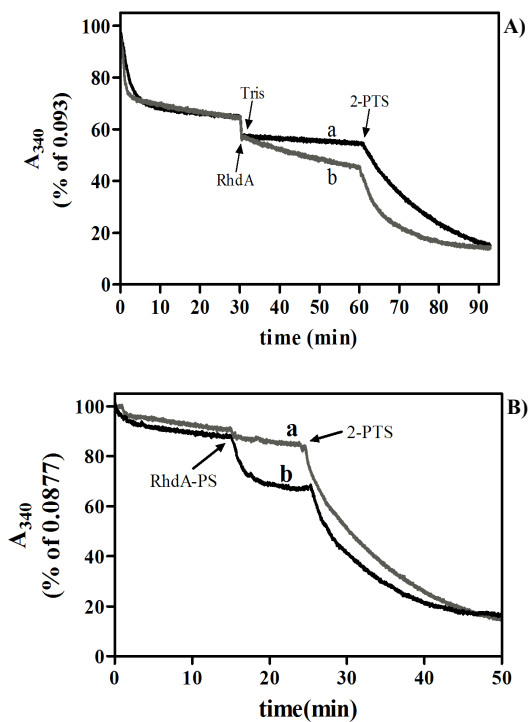 A)
100
80
60
40
20
0
A340
(% of 0.093)
Tris
2-PTS
a
b
RhdA
0 10 20 30 40 50 60 70 80 90
time (min)
B)
100
80
60
40
20
0
A340
(% of 0.0877)
a
2-PTS
RhdA-PS
b
0 10 20 30 40 50
time(min)